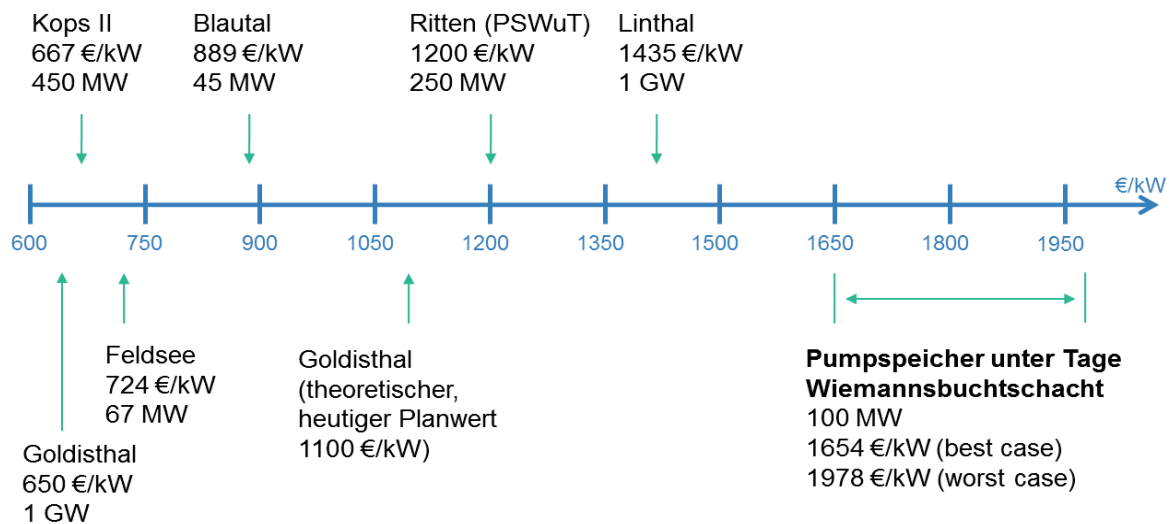 Kops II
667 €/kW
450 MW
Blautal
889 €/kW
45 MW
Ritten (PSWuT)
1200 €/kW
250 MW
Linthal
1435 €/kW
1 GW
€/kW
600
750
900
1050
1200
1350
1500
1650
1800
1950
Feldsee
724 €/kW
67 MW
Goldisthal
650 €/kW
1 GW
Goldisthal
(theoretischer,
heutiger Planwert
1100 €/kW)
Pumpspeicher unter Tage
Wiemannsbuchtschacht
100 MW
1654 €/kW (best case)
1978 €/kW (worst case)